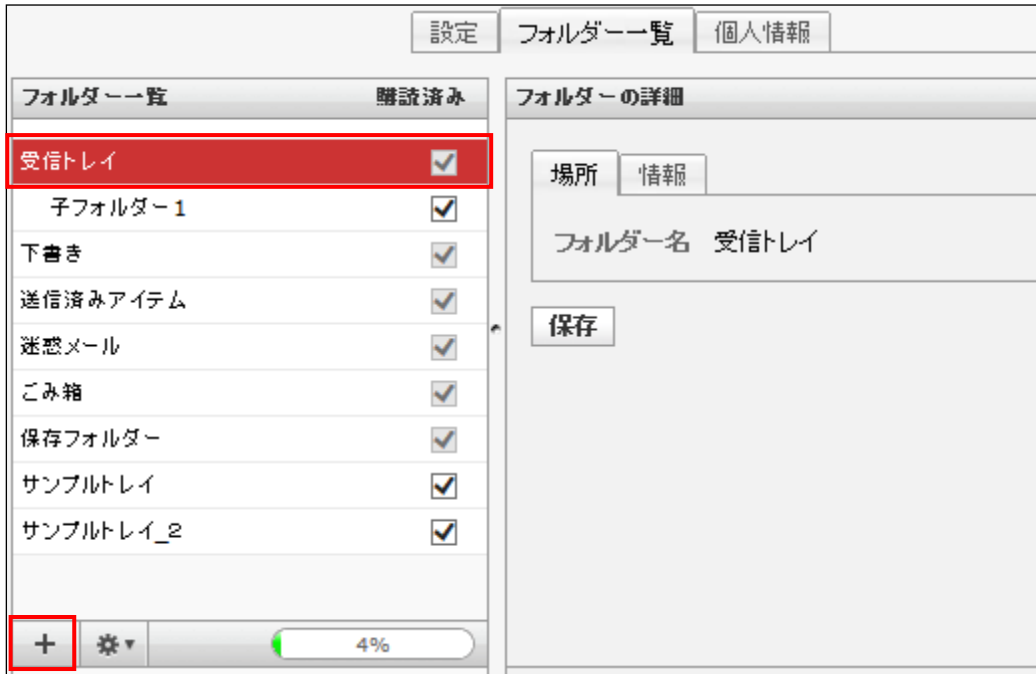 設定 フォルダー一覧 個人情報
フォルダー一覧 購読済み
受信トレイ
子フォルダー1
下書き
送信済みアイテム
迷惑メール
ごみ箱
保存フォルダー
サンプルトレイ
サンプルトレイ_2
+ 4%
フォルダーの詳細
場所 情報
フォルダー名 受信トレイ
保存